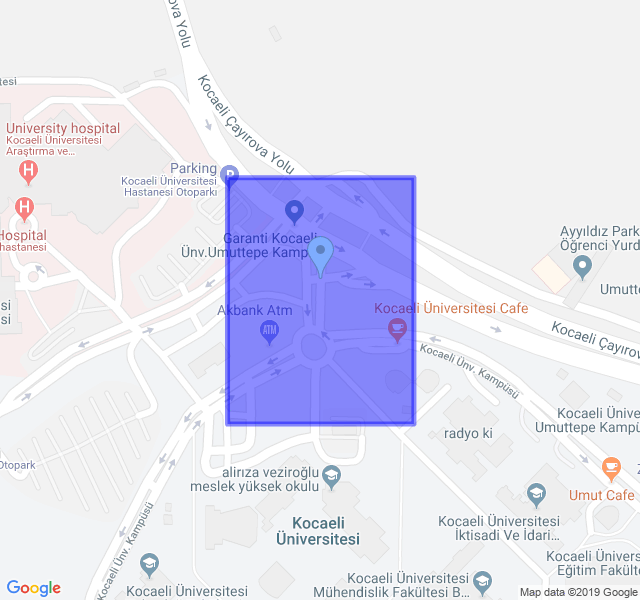 ova Yolu
Kocaeli Çayırova Yolu
University hospital
Kocaeli Üniversitesi
Araştırma ve...
Parking
Kocaeli Üniversitesi
Hastanesi Otoparkı
Hospital
hastanesi
Garanti Kocaeli
Ünv.Umuttepe Kamp
Ayyıldız Park
Öğrenci Yurd
Umutte
Akbank Atm
ATM
Kocaeli Üniversitesi Cafe
Kocaeli Çayırova
Kocaeli Ünv. Kampüsü
Kocaeli Üniversitesi
Umuttepe Kampü
radyo ki
Otopark
alirıza veziroğlu
meslek yüksek okulu
Umut Cafe
Kocaeli
Üniversitesi
Kocaeli Üniversitesi
İktisadi Ve İdari...
Kocaeli Ünv. Kampüsü
Kocaeli Üniversitesi
Eğitim Fakültesi
Kocaeli Üniversitesi
Kocaeli Üniversitesi
Mühendislik Fakültesi B...
Google
Map data ©2019 Google